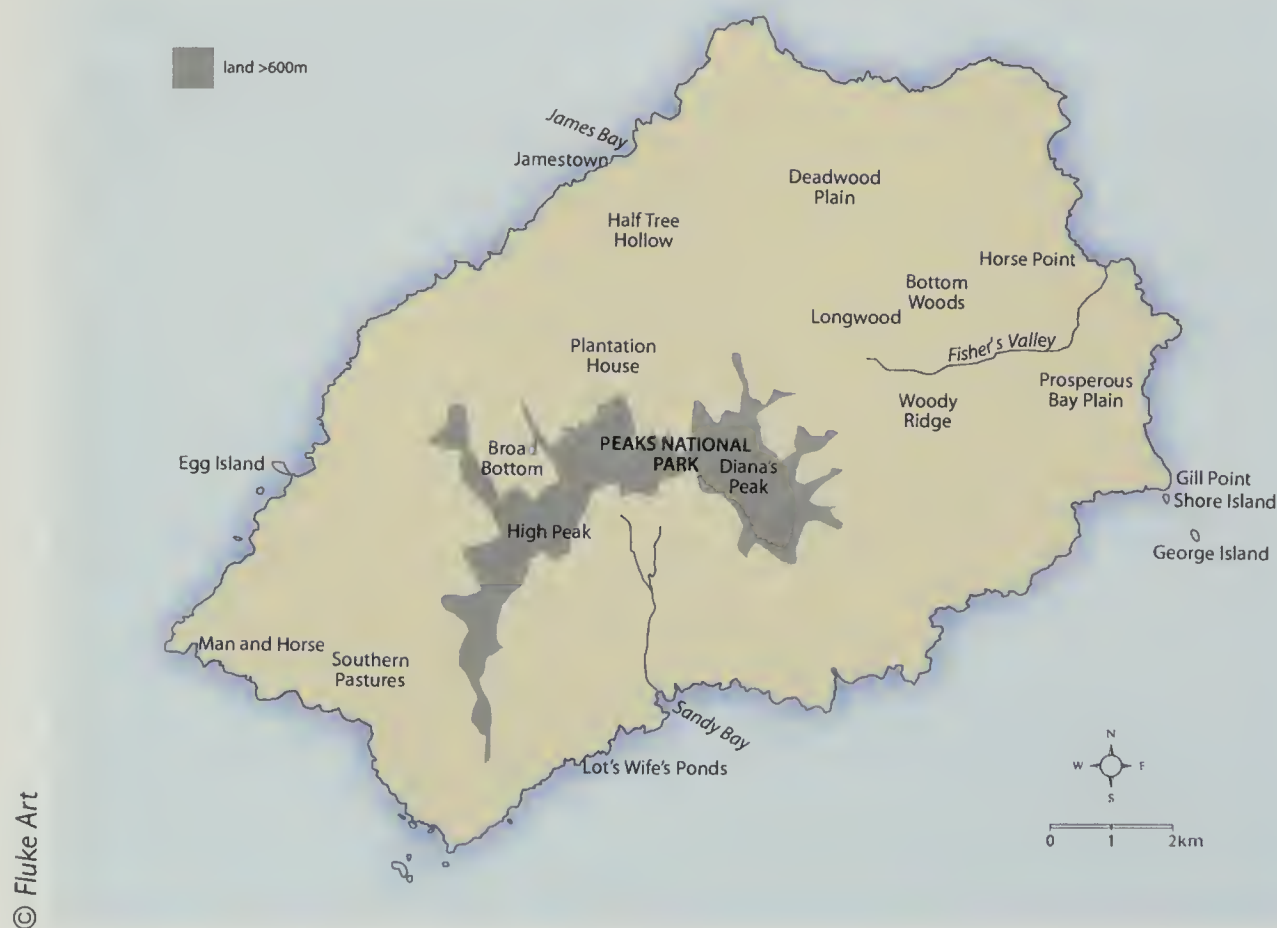 land >600m
James Bay
Jamestown
Deadwood
Plain
Half Tree
Hollow
Horse Point
Bottom
Woods
Longwood
Fisher's Valley
Plantation
House
Prosperous
Bay Plain
Woody
Ridge
PEAKS NATIONAL
PARK
Diana's
Peak
Broad
Bottom
Egg Island
Gill Point
Shore Island
High Peak
George Island
Man and Horse
Southern
Pastures
Sandy Bay
Lot's Wife's Ponds
N
W
S
0 1 2km
© Fluke Art